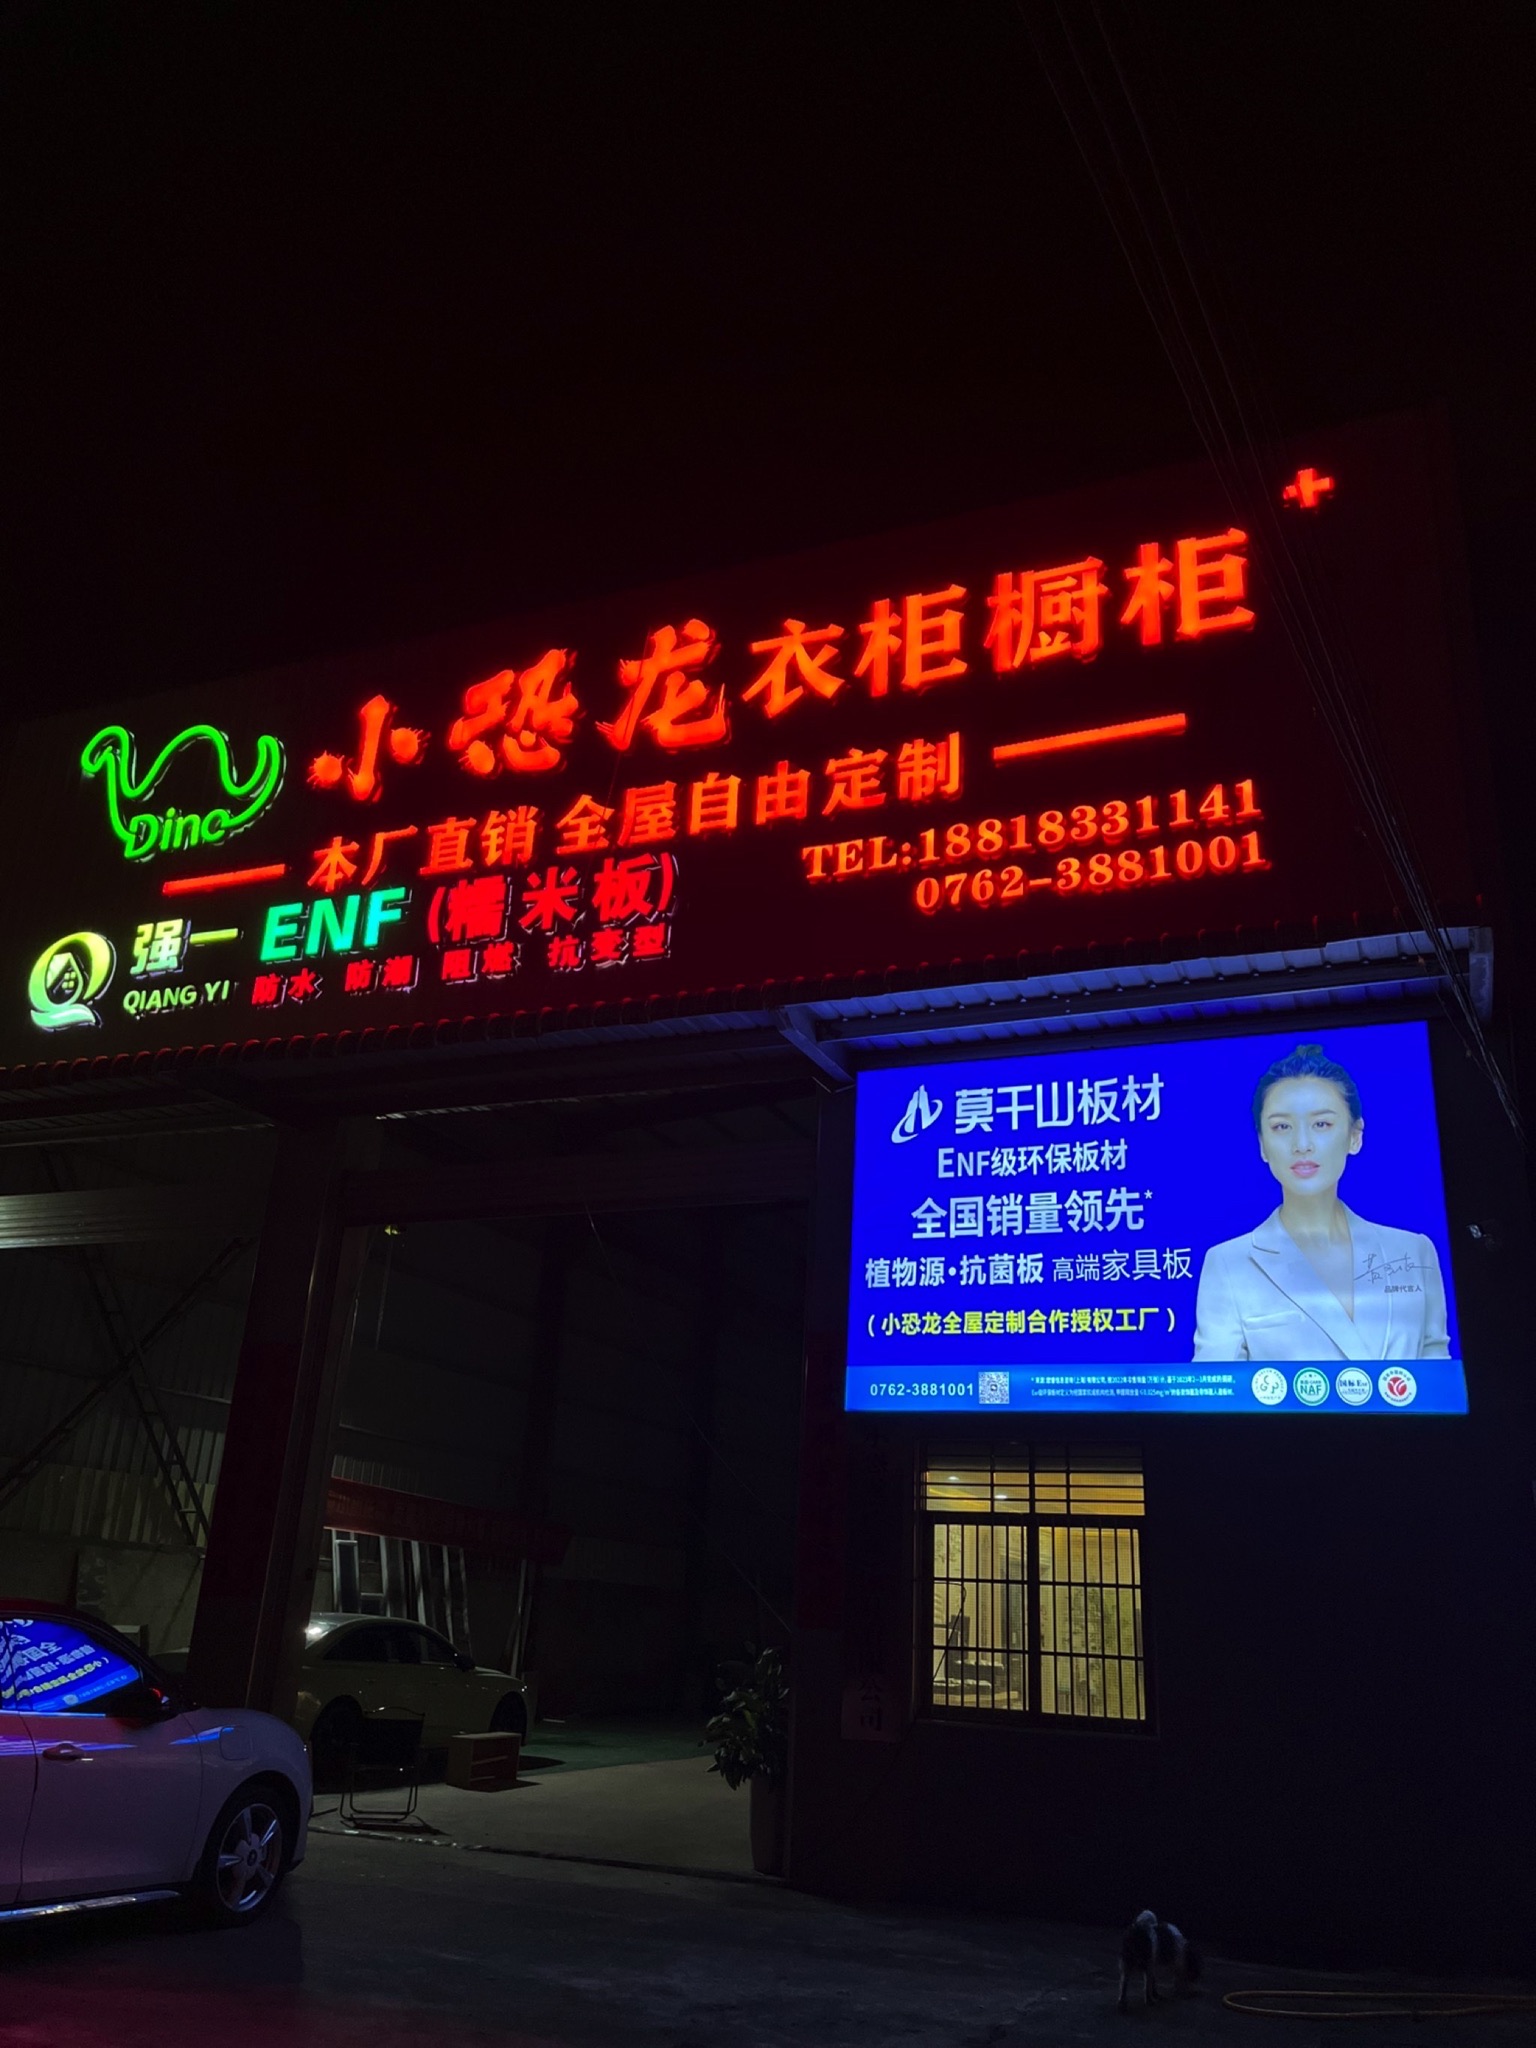 小恐龙衣柜橱柜
Dino
本厂直销 全屋自由定制
TEL:18818331141
0762-3881001
强一 ENF (糯米板)
QIANG YI 防水 防潮 阻燃 抗变型
莫干山板材
ENF级环保板材
全国销量领先*
植物源·抗菌板 高端家具板
品牌代言人
(小恐龙全屋定制合作授权工厂)
0762-3881001
NAF
公司